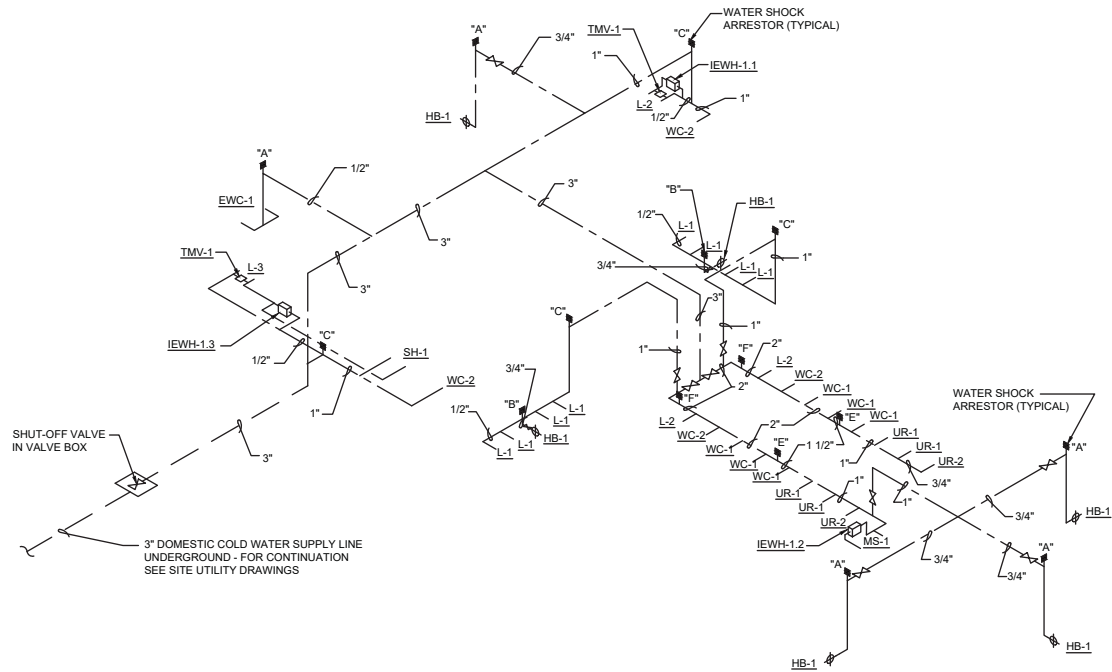 WATER SHOCK
ARRESTOR (TYPICAL)
TMV-1
"A"
"C"
3/4"
1"
IEWH-1.1
L-2
1"
1/2"
HB-1
WC-2
"A"
1/2"
3"
EWC-1
"B"
HB-1
1/2"
L-1
"C"
L-1
3"
TMV-1
L-3
3/4"
L-1
1"
L-1
3"
3"
"C"
IEWH-1.3
"C"
1/2"
SH-1
1"
1"
"F"
2"
3/4"
L-2
WC-2
WC-2
1"
"B"
1/2"
"F"
2"
WC-1
WC-1
"E"
WC-1
WATER SHOCK
ARRESTOR (TYPICAL)
L-1
L-1
L-1
L-1
HB-1
L-2
WC-2
2"
1 1/2"
SHUT-OFF VALVE
IN VALVE BOX
3"
WC-1
WC-1
"E"
WC-1
1"
UR-1
UR-1
UR-2
3/4"
"A"
UR-1
1"
1"
UR-1
UR-2
3/4"
HB-1
3" DOMESTIC COLD WATER SUPPLY LINE
UNDERGROUND - FOR CONTINUATION
SEE SITE UTILITY DRAWINGS
IEWH-1.2
MS-1
3/4"
3/4"
"A"
"A"
HB-1
HB-1